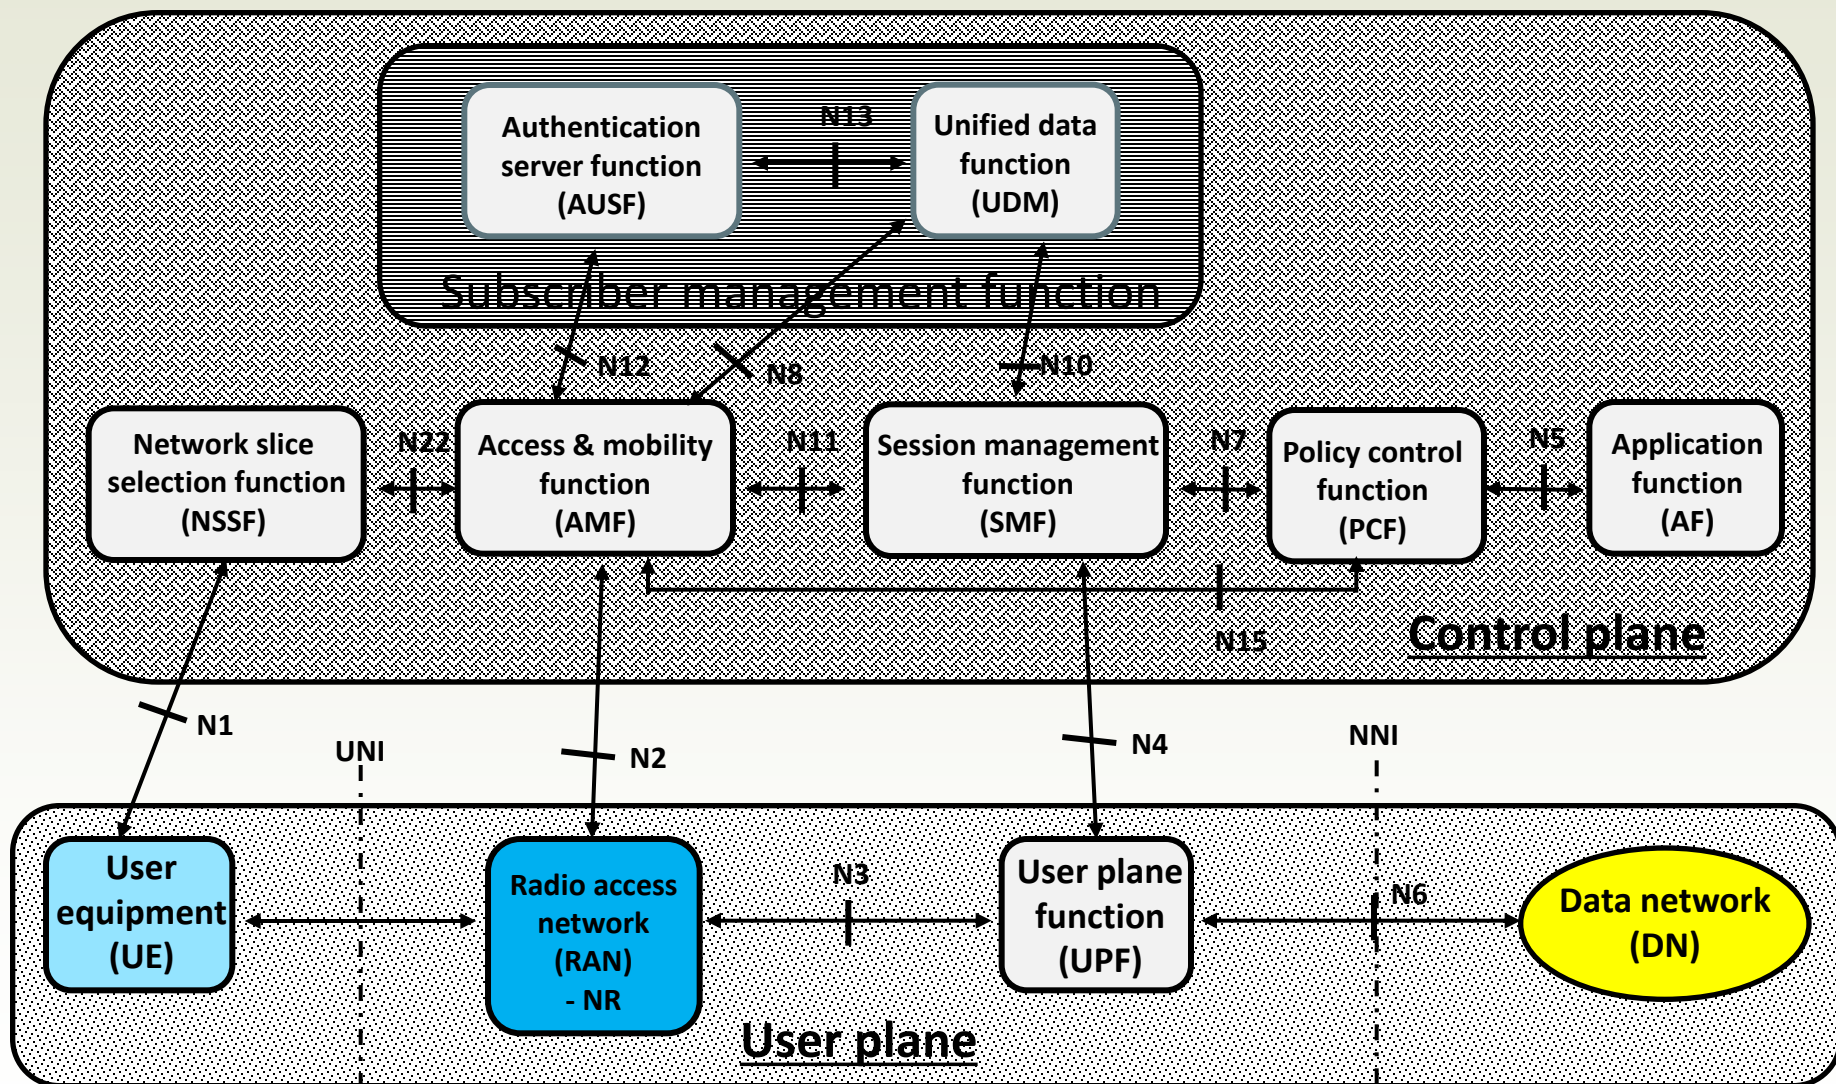 Authentication
server function
(AUSF)
N13
Unified data
function
(UDM)
Subscriber management function
N12
N8
N10
Network slice
selection function
(NSSF)
N22
Access & mobility
function
(AMF)
N11
Session management
function
(SMF)
N7
Policy control
function
(PCF)
N5
Application
function
(AF)
N15
Control plane
N1
UNI
N2
N4
NNI
User
equipment
(UE)
Radio access
network
(RAN)
- NR
N3
User plane
function
(UPF)
N6
Data network
(DN)
User plane